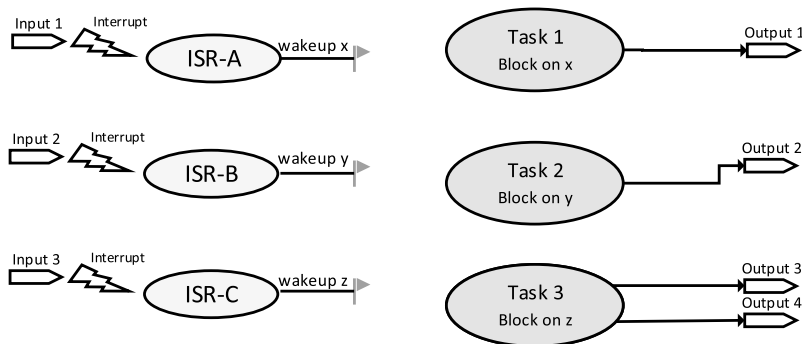 Input 1
Interrupt
ISR-A
wakeup x
Task 1
Block on x
Output 1
Input 2
Interrupt
ISR-B
wakeup y
Task 2
Block on y
Output 2
Input 3
Interrupt
ISR-C
wakeup z
Task 3
Block on z
Output 3
Output 4